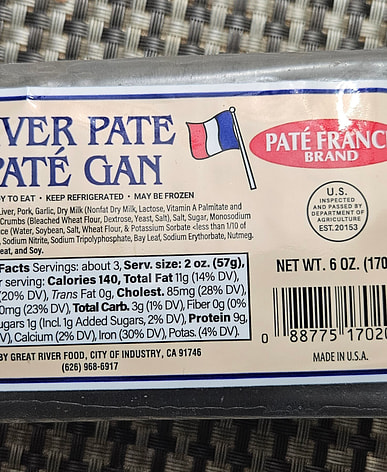 IVER PATE
PATÉ GAN
PATÉ FRANC
BRAND
DY TO EAT • KEEP REFRIGERATED • MAY BE FROZEN
Liver, Pork, Garlic, Dry Milk (Nonfat Dry Milk, Lactose, Vitamin A Palmitate and
Crumbs (Bleached Wheat Flour, Dextrose, Yeast, Salt), Salt, Sugar, Monosodium
uce (Water, Soybean, Salt, Wheat Flour, & Potassium Sorbate <less than 1/10 of
, Sodium Nitrite, Sodium Tripolyphosphate, Bay Leaf, Sodium Erythorbate, Nutmeg.
eat, and Soy.
U.S.
INSPECTED
AND PASSED BY
DEPARTMENT OF
AGRICULTURE
EST.20153
Facts Servings: about 3, Serv. size: 2 oz. (57g),
r serving: Calories 140, Total Fat 11g (14% DV),
(20% DV), Trans Fat 0g, Cholest. 85mg (28% DV),
0mg (23% DV), Total Carb. 3g (1% DV), Fiber 0g (0%
ugars 1g (Incl. 1g Added Sugars, 2% DV), Protein 9g,
V), Calcium (2% DV), Iron (30% DV), Potas. (4% DV).
NET WT. 6 OZ. (170
0 88775 1702
BY GREAT RIVER FOOD, CITY OF INDUSTRY, CA 91746
(626) 968-6917
MADE IN U.S.A.